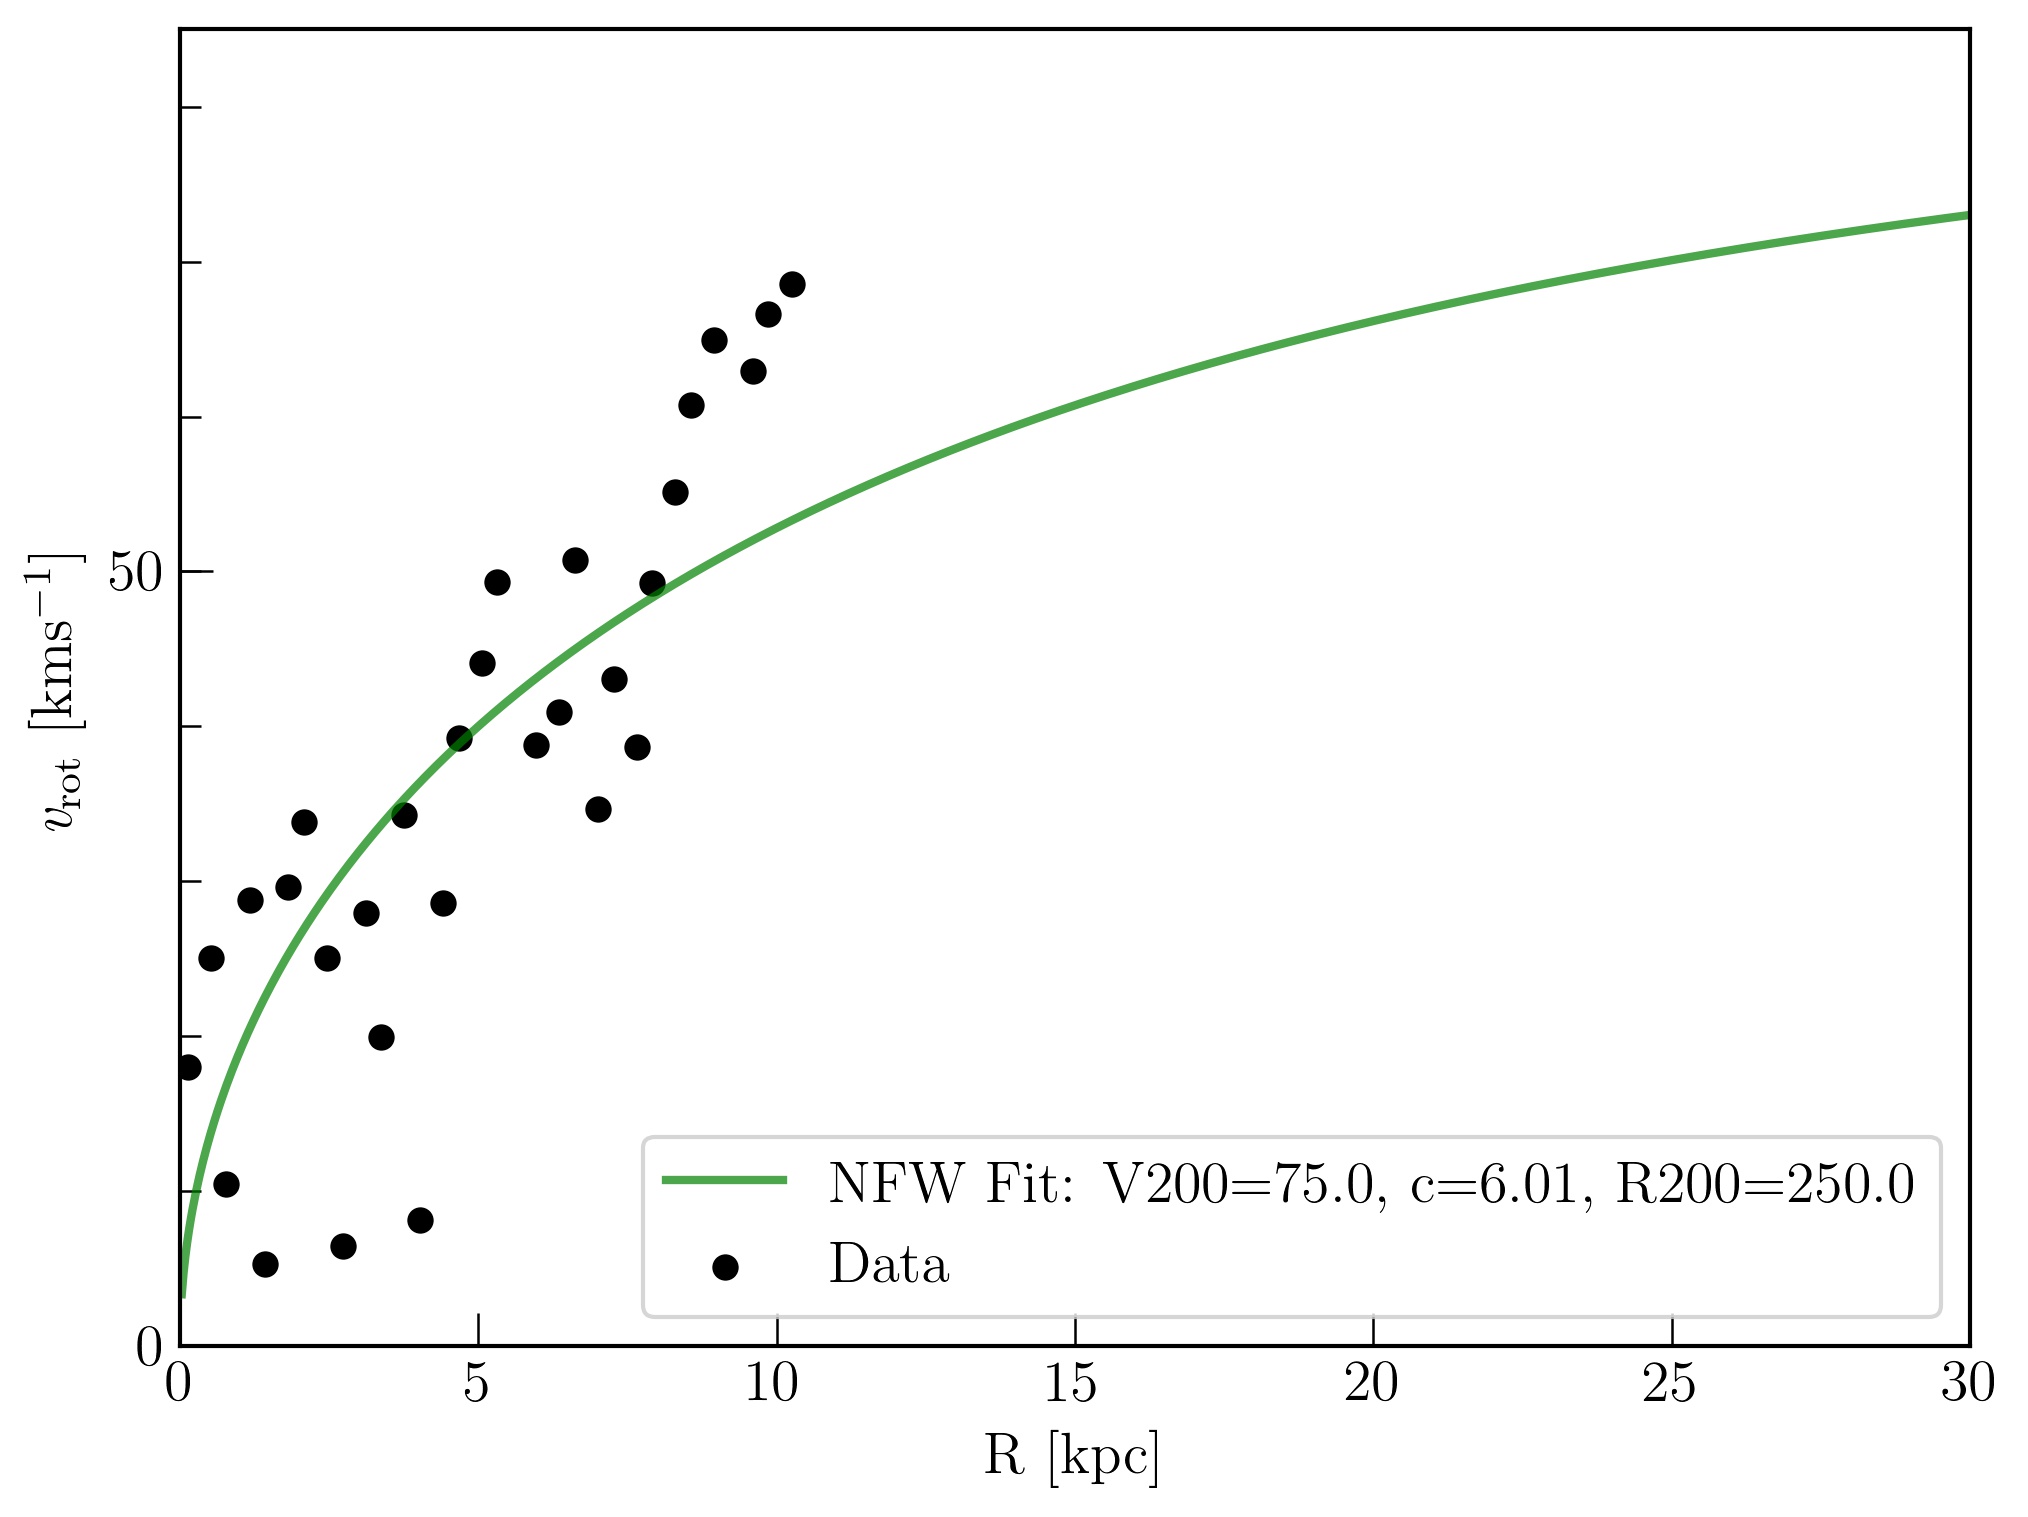 50
0
v_rot [kms^−1]
0 5 10 15 20 25 30
R [kpc]
NFW Fit: V200=75.0, c=6.01, R200=250.0
Data